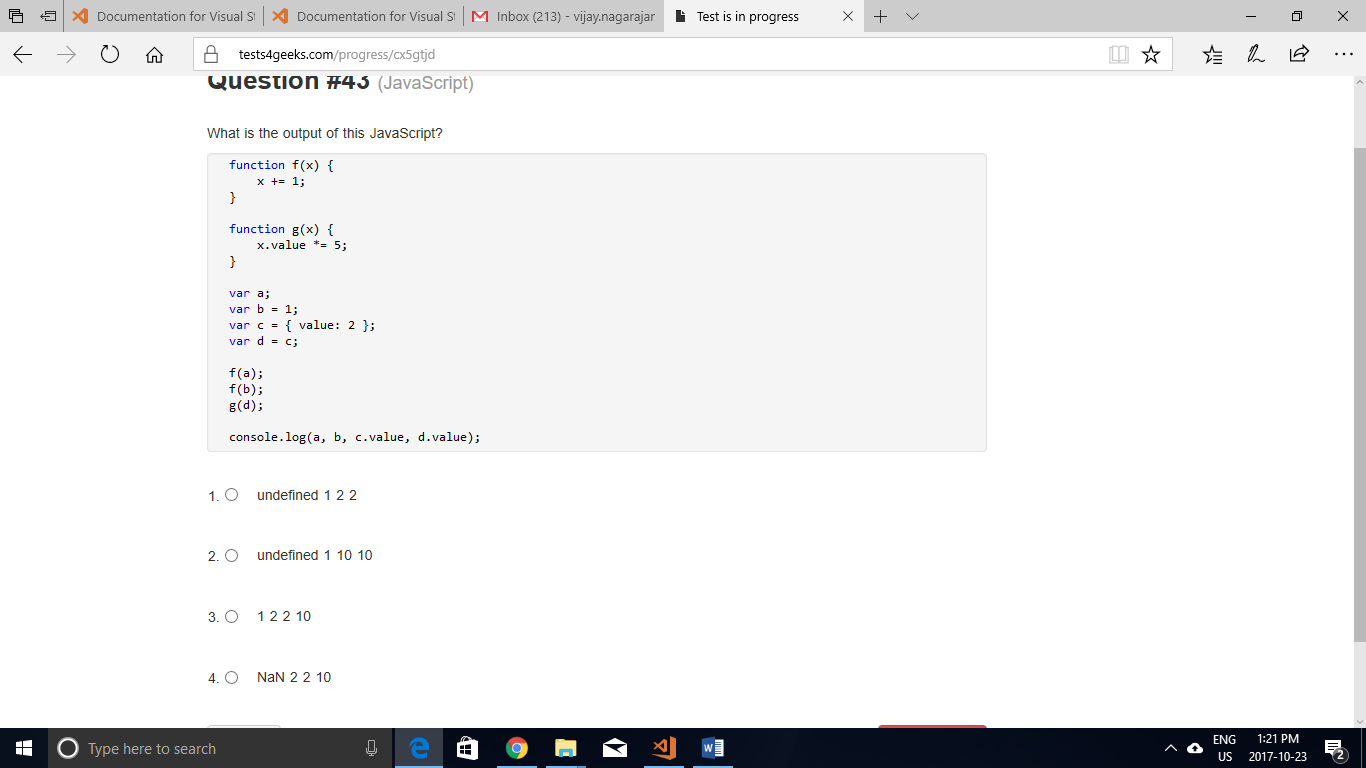 Documentation for Visual St
Documentation for Visual St
Inbox (213) - vijay.nagarajar
Test is in progress
tests4geeks.com/progress/cx5gtjd
Question #43 (JavaScript)
What is the output of this JavaScript?
function f(x) {
    x += 1;
}
function g(x) {
    x.value *= 5;
}
var a;
var b = 1;
var c = { value: 2 };
var d = c;
f(a);
f(b);
g(d);
console.log(a, b, c.value, d.value);
1. undefined 1 2 2
2. undefined 1 10 10
3. 1 2 2 10
4. NaN 2 2 10
Type here to search
ENG
US
1:21 PM
2017-10-23
2